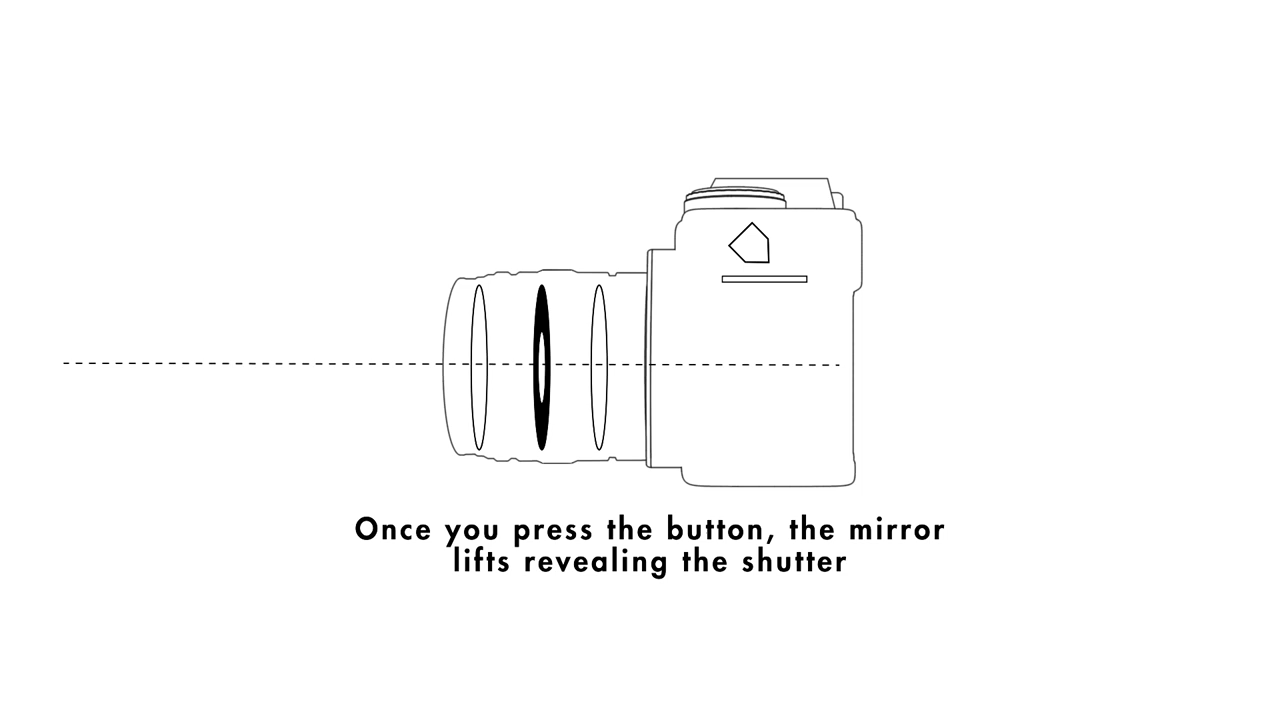 Once you press the button, the mirror
lifts revealing the shutter